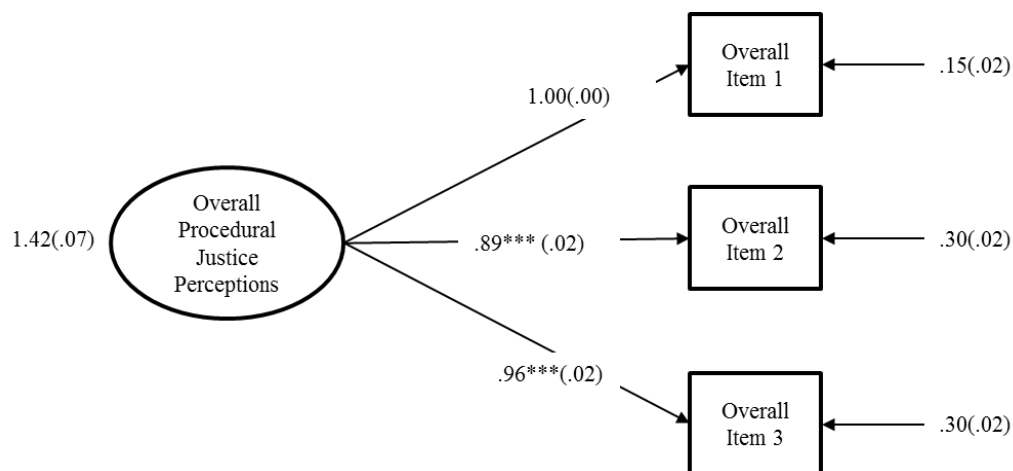 Overall
Item 1
.15(.02)
1.00(.00)
Overall
Procedural
Justice
Perceptions
1.42(.07)
.89*** (.02)
Overall
Item 2
.30(.02)
.96***(.02)
Overall
Item 3
.30(.02)